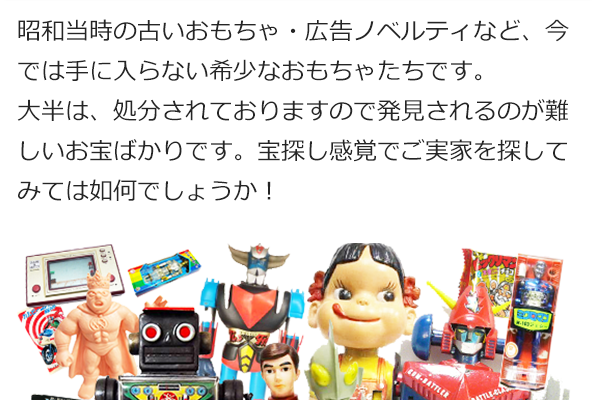 昭和当時の古いおもちゃ・広告ノベルティなど、今
では手に入らない希少なおもちゃたちです。
大半は、処分されておりますので発見されるのが難
しいお宝ばかりです。宝探し感覚でご実家を探して
みては如何でしょうか！